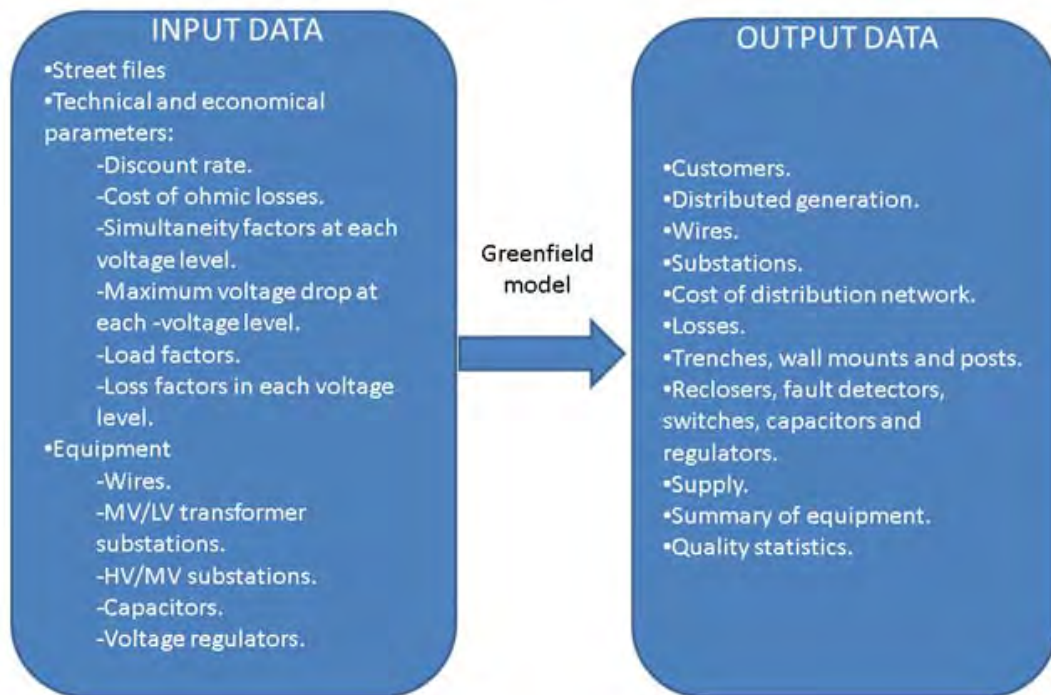 INPUT DATA
•Street files
•Technical and economical
parameters:
-Discount rate.
-Cost of ohmic losses.
-Simultaneity factors at each
voltage level.
-Maximum voltage drop at
each -voltage level.
-Load factors.
-Loss factors in each voltage
level.
•Equipment
-Wires.
-MV/LV transformer
substations.
-HV/MV substations.
-Capacitors.
-Voltage regulators.
Greenfield
model
OUTPUT DATA
•Customers.
•Distributed generation.
•Wires.
•Substations.
•Cost of distribution network.
•Losses.
•Trenches, wall mounts and posts.
•Reclosers, fault detectors,
switches, capacitors and
regulators.
•Supply.
•Summary of equipment.
•Quality statistics.